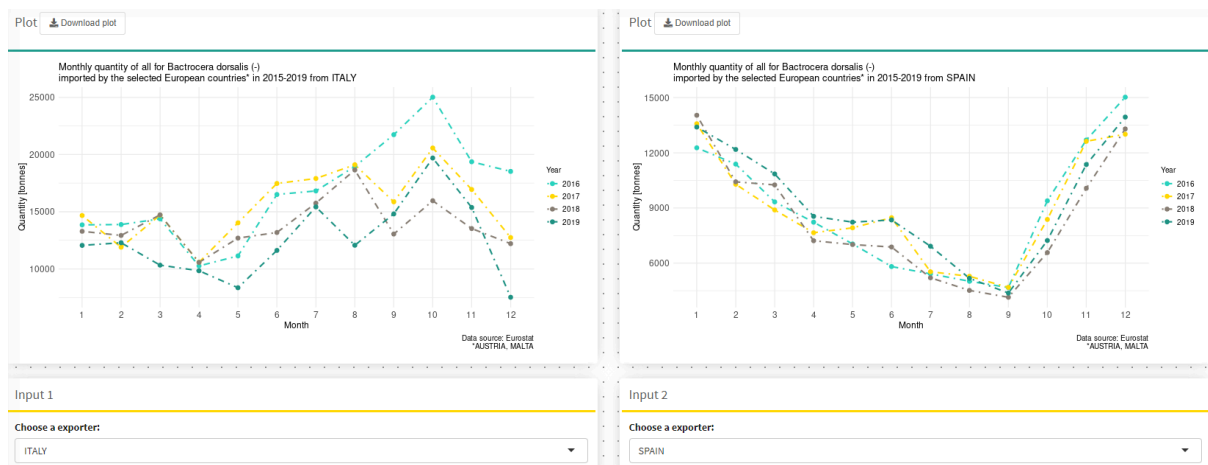 Plot Download plot
Monthly quantity of all for Bactrocera dorsalis (-)
imported by the selected European countries* in 2015-2019 from ITALY
25000
20000
15000
10000
Quantity [tonnes]
1 2 3 4 5 6 7 8 9 10 11 12
Month
Year
2016
2017
2018
2019
Data source: Eurostat
*AUSTRIA, MALTA
Input 1
Choose a exporter:
ITALY
Plot Download plot
Monthly quantity of all for Bactrocera dorsalis (-)
imported by the selected European countries* in 2015-2019 from SPAIN
15000
12000
9000
6000
Quantity [tonnes]
1 2 3 4 5 6 7 8 9 10 11 12
Month
Year
2016
2017
2018
2019
Data source: Eurostat
*AUSTRIA, MALTA
Input 2
Choose a exporter:
SPAIN